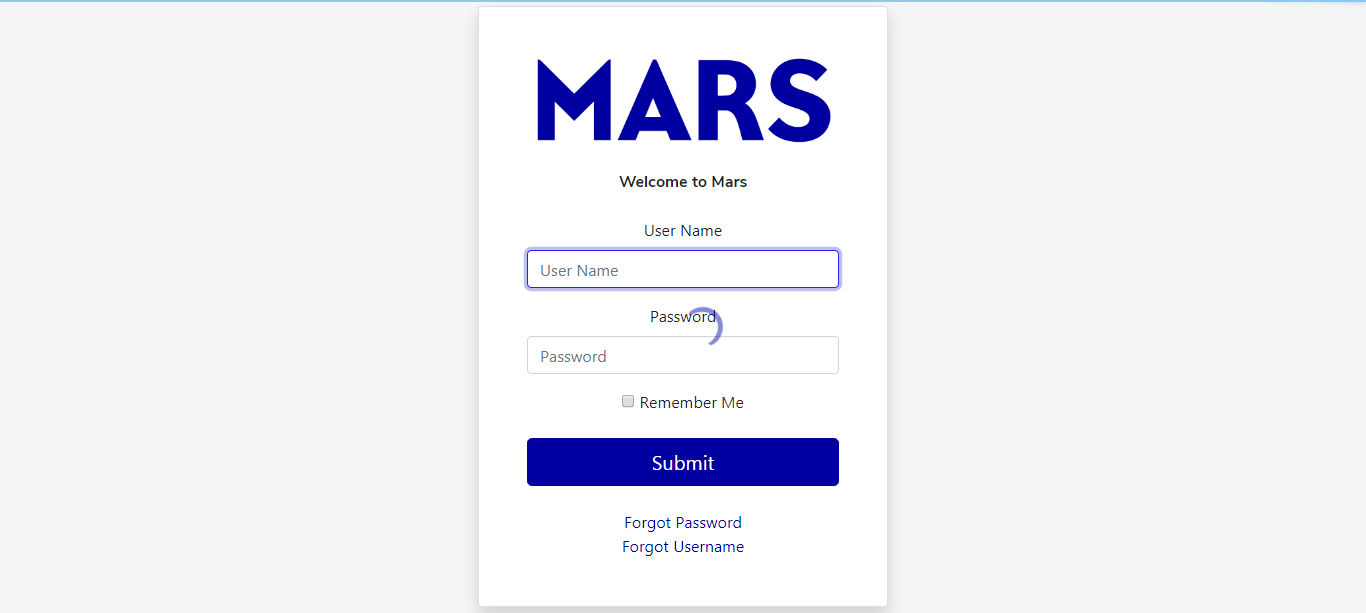 MARS
Welcome to Mars
User Name
User Name
Password
Password
Remember Me
Submit
Forgot Password
Forgot Username